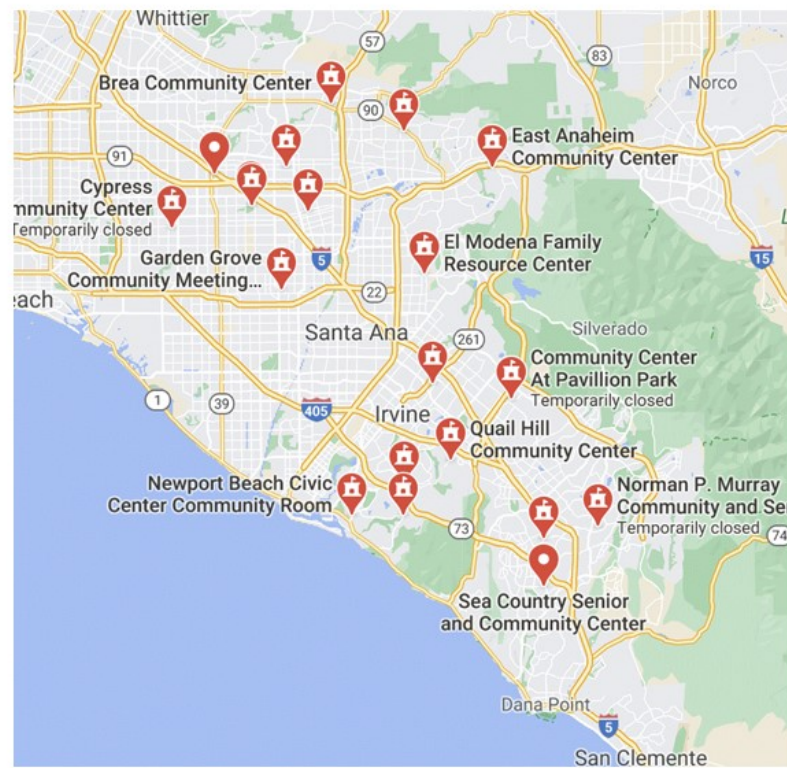 Whittier
57
83
Brea Community Center
Norco
90
East Anaheim
Community Center
91
Cypress
mmunity Center
Temporarily closed
L
El Modena Family
Resource Center
Garden Grove
Community Meeting...
5
15
22
each
Santa Ana
261
Silverado
Community Center
At Pavillion Park
Temporarily closed
1
39
405
Irvine
Quail Hill
Community Center
Newport Beach Civic
Center Community Room
Norman P. Murray
Community and Se
Temporarily closed
73
74
Sea Country Senior
and Community Center
Dana Point
5
San Clemente